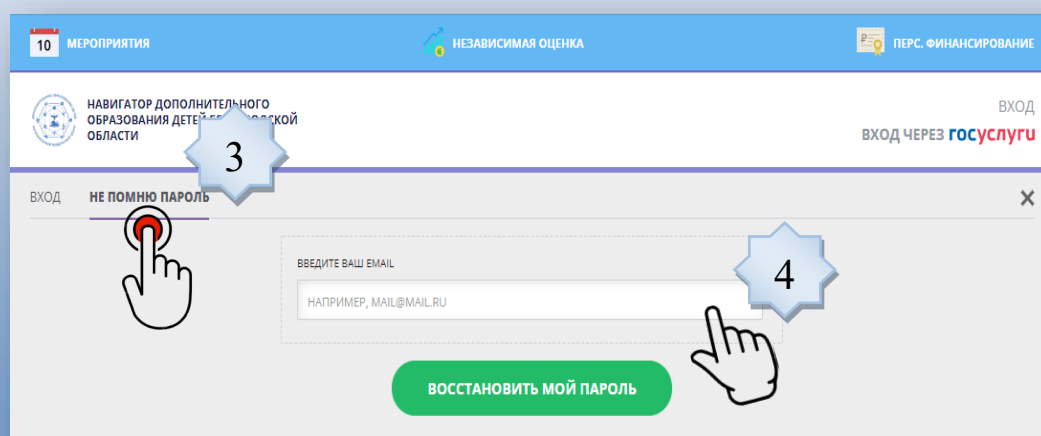 10 МЕРОПРИЯТИЯ
НЕЗАВИСИМАЯ ОЦЕНКА
ПЕРС. ФИНАНСИРОВАНИЕ
НАВИГАТОР ДОПОЛНИТЕЛЬНОГО
ОБРАЗОВАНИЯ ДЕТЕЙ
ОБЛАСТИ
ВХОД
ВХОД ЧЕРЕЗ госуслуги
3
ВХОД НЕ ПОМНЮ ПАРОЛЬ
ВВЕДИТЕ ВАШ EMAIL
4
НАПРИМЕР, MAIL@MAIL.RU
ВОССТАНОВИТЬ МОЙ ПАРОЛЬ